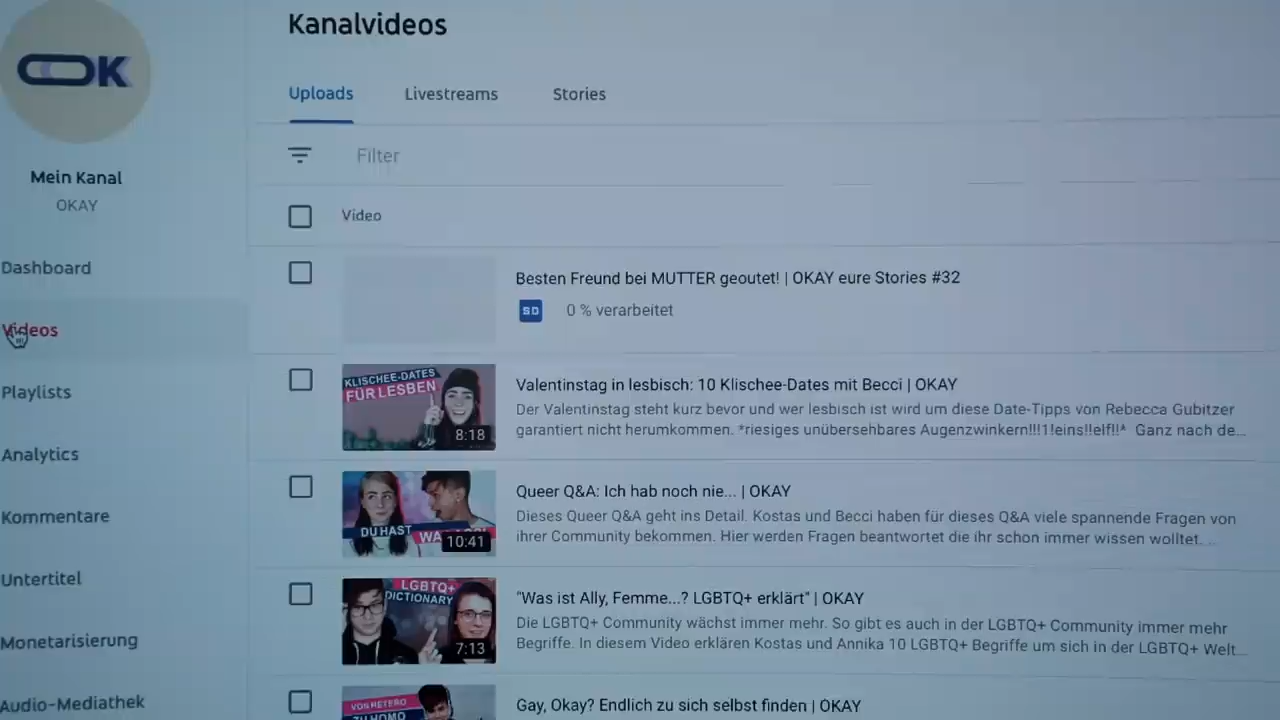 OK
Kanalvideos
Uploads
Livestreams
Stories
Mein Kanal
OKAY
Filter
Video
Dashboard
Videos
Playlists
Analytics
Kommentare
Untertitel
Monetarisierung
Audio-Mediathek
Besten Freund bei MUTTER geoutet! | OKAY eure Stories #32
SD
0 % verarbeitet
KLISCHEE-DATES
FÜR LESBEN
8:18
Valentinstag in lesbisch: 10 Klischee-Dates mit Becci | OKAY
Der Valentinstag steht kurz bevor und wer lesbisch ist wird um diese Date-Tipps von Rebecca Gubitzer
garantiert nicht herumkommen. *riesiges unübersehbares Augenzwinkern!!!1!eins!!elf!!* Ganz nach de...
DU HAST
10:41
Queer Q&A: Ich hab noch nie... | OKAY
Dieses Queer Q&A geht ins Detail. Kostas und Becci haben für dieses Q&A viele spannende Fragen von
ihrer Community bekommen. Hier werden Fragen beantwortet die ihr schon immer wissen wolltet. ...
LGBTQ+
DICTIONARY
7:13
"Was ist Ally, Femme...? LGBTQ+ erklärt" | OKAY
Die LGBTQ+ Community wächst immer mehr. So gibt es auch in der LGBTQ+ Community immer mehr
Begriffe. In diesem Video erklären Kostas und Annika 10 LGBTQ+ Begriffe um sich in der LGBTQ+ Welt...
VON HETERO
ZU HOMO
Gay, Okay? Endlich zu sich selbst finden | OKAY